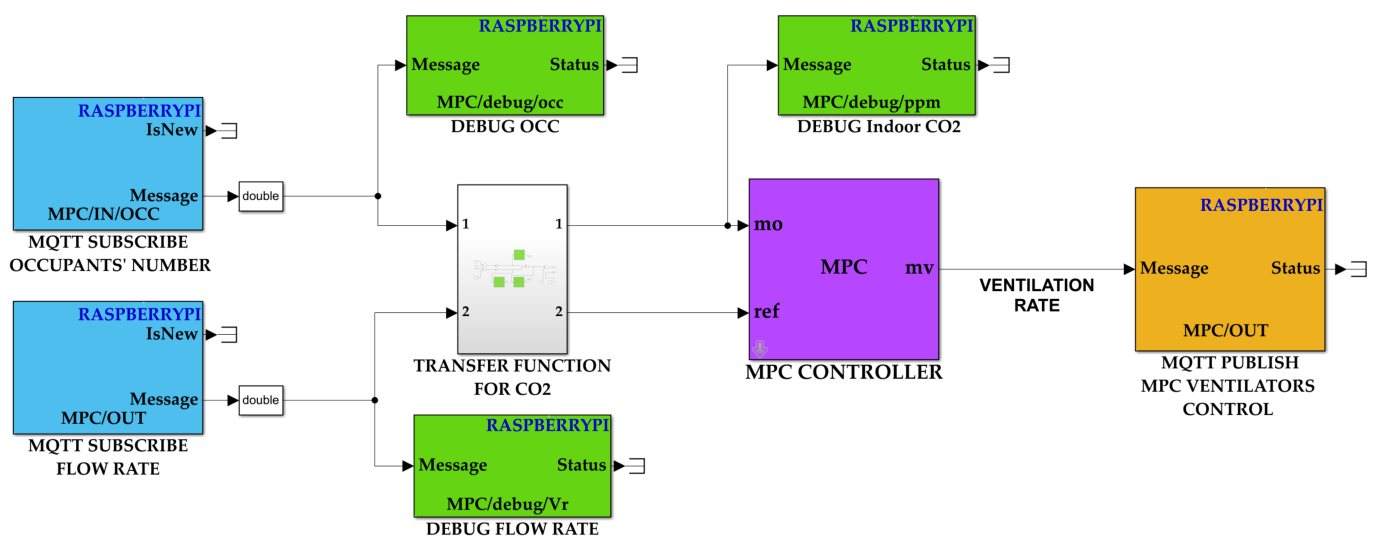 RASPBERRYPI
Message Status
MPC/debug/occ
DEBUG OCC
RASPBERRYPI
Message Status
MPC/debug/ppm
DEBUG Indoor CO2
RASPBERRYPI
IsNew
Message
MPC/IN/OCC
MQTT SUBSCRIBE
OCCUPANTS' NUMBER
double
RASPBERRYPI
IsNew
Message
MPC/OUT
MQTT SUBSCRIBE
FLOW RATE
double
1 1
2 2
TRANSFER FUNCTION
FOR CO2
RASPBERRYPI
Message Status
MPC/debug/Vr
DEBUG FLOW RATE
mo
MPC mv
ref
MPC CONTROLLER
VENTILATION
RATE
RASPBERRYPI
Message Status
MPC/OUT
MQTT PUBLISH
MPC VENTILATORS
CONTROL